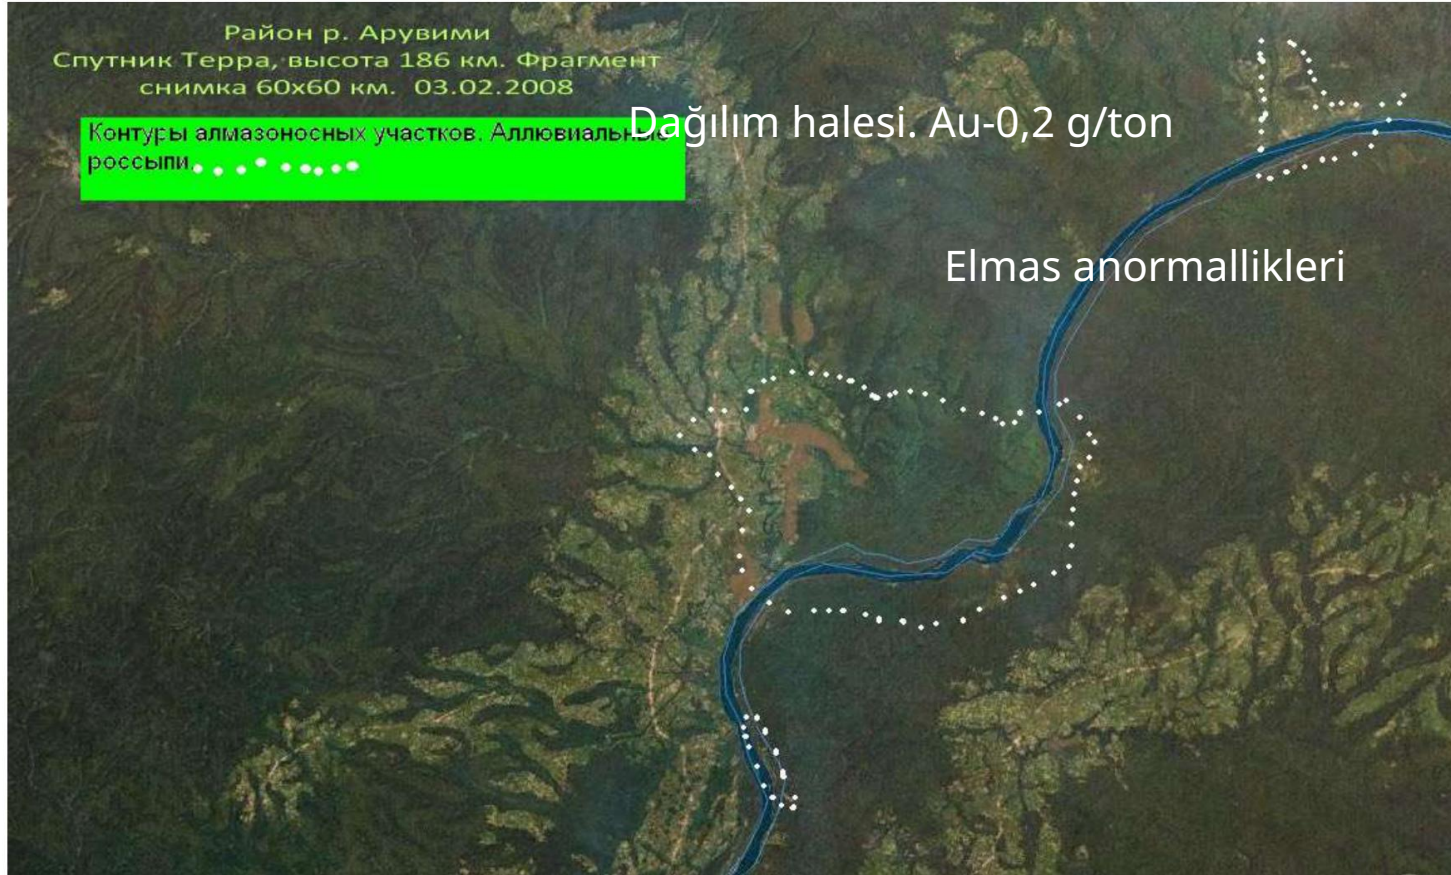 Район р. Арувими
Спутник Терра, высота 186 км. Фрагмент
снимка 60х60 км. 03.02.2008
Контуры алмазоносных участков. Аллювиальные
россыпи.
Dağılım halesi. Au-0,2 g/ton
Elmas anormallikleri